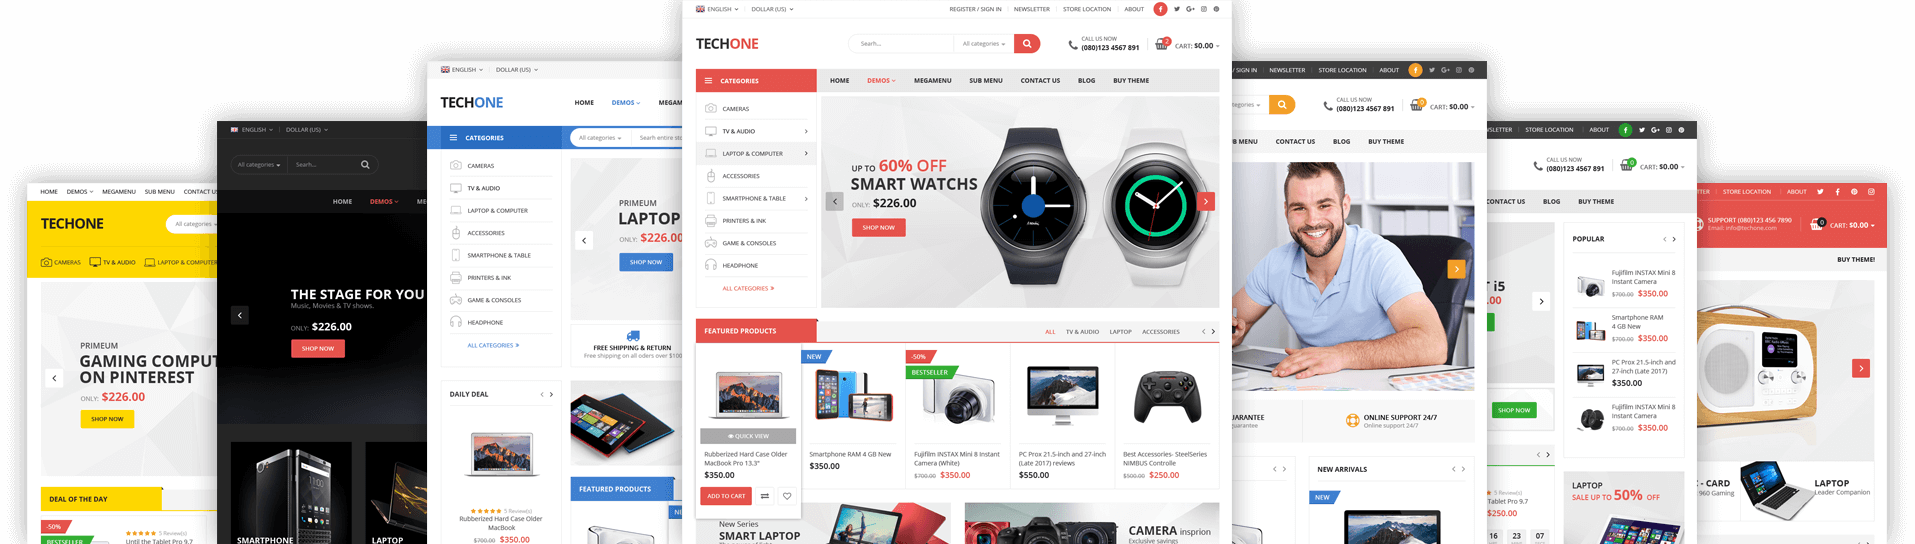 HOME DEMOS MEGAMENU SUB MENU CONTACT US
TECHONE
All categories
CAMERAS TV & AUDIO LAPTOP & COMPUTER
PRIMEUM
GAMING COMPUT
ON PINTEREST
ONLY: $226.00
SHOP NOW
DEAL OF THE DAY
-50%
BESTSELLER
5 Review(s)
Until the Tablet Pro 9.7
ENGLISH DOLLAR (US)
All categories Searh...
HOME DEMOS ME
THE STAGE FOR YOU
Music, Movies & TV shows.
ONLY: $226.00
SHOP NOW
SMARTPHONE
LAPTOP
ENGLISH DOLLAR (US)
TECHONE
HOME DEMOS MEGAM
CATEGORIES
All categories Searh entire sto
CAMERAS
TV & AUDIO
LAPTOP & COMPUTER
ACCESSORIES
SMARTPHONE & TABLE
PRINTERS & INK
GAME & CONSOLES
HEADPHONE
ALL CATEGORIES
PRIMEUM
LAPTOP
ONLY: $226.00
SHOP NOW
FREE SHIPPING & RETURN
Free shipping on all oders over $100
DAILY DEAL
5 Review(s)
Rubberized Hard Case Older
MacBook
$700.00 $350.00
FEATURED PRODUCTS
NE
ENGLISH DOLLAR (US)
REGISTER / SIGN IN NEWSLETTER STORE LOCATION ABOUT
TECHONE
Searh... All categories
CALL US NOW
(080)123 4567 891
2
CART: $0.00
CATEGORIES
HOME DEMOS MEGAMENU SUB MENU CONTACT US BLOG BUY THEME
CAMERAS
TV & AUDIO
LAPTOP & COMPUTER
ACCESSORIES
SMARTPHONE & TABLE
PRINTERS & INK
GAME & CONSOLES
HEADPHONE
ALL CATEGORIES
UP TO 60% OFF
SMART WATCHS
ONLY: $226.00
SHOP NOW
FEATURED PRODUCTS
ALL TV & AUDIO LAPTOP ACCESSORIES
QUICK VIEW
Rubberized Hard Case Older
MacBook Pro 13.3"
$350.00
ADD TO CART
NEW
Smartphone RAM 4 GB New
$350.00
-50%
BESTSELLER
Fujifilm INSTAX Mini 8 Instant
Camera (White)
$700.00 $350.00
PC Prox 21.5-inch and 27-inch
(Late 2017) reviews
$550.00
Best Accessories- SteelSeries
NIMBUS Controlle
$500.00 $250.00
New Series
SMART LAPTOP
CAMERA insprion
Exclusive savings
/ SIGN IN NEWSLETTER STORE LOCATION ABOUT
tegories
CALL US NOW
(080)123 4567 891
0
CART: $0.00
UB MENU CONTACT US BLOG BUY THEME
UARANTEE
guarantee
ONLINE SUPPORT 24/7
Online support 24/7
NEW ARRIVALS
NEW
SLETTER STORE LOCATION ABOUT
CALL US NOW
(080)123 4567 891
0
CART: $0.00
CONTACT US BLOG BUY THEME
T i5
.00
SHOP NOW
POPULAR
Fujifilm INSTAX Mini 8
Instant Camera
$700.00 $350.00
Smartphone RAM
4 GB New
$700.00 $350.00
PC Prox 21.5-inch and
27-inch (Late 2017)
$350.00
Fujifilm INSTAX Mini 8
Instant Camera
$700.00 $350.00
5 Review(s)
Tablet Pro 9.7
$250.00
16 23 07
LAPTOP
SALE UP TO 50% OFF
RS STORE LOCATION ABOUT
SUPPORT (080)123 456 7890
Email: info@techone.com
0
CART: $0.00
BUY THEME!
C - CARD
960 Gaming
LAPTOP
Leader Companion